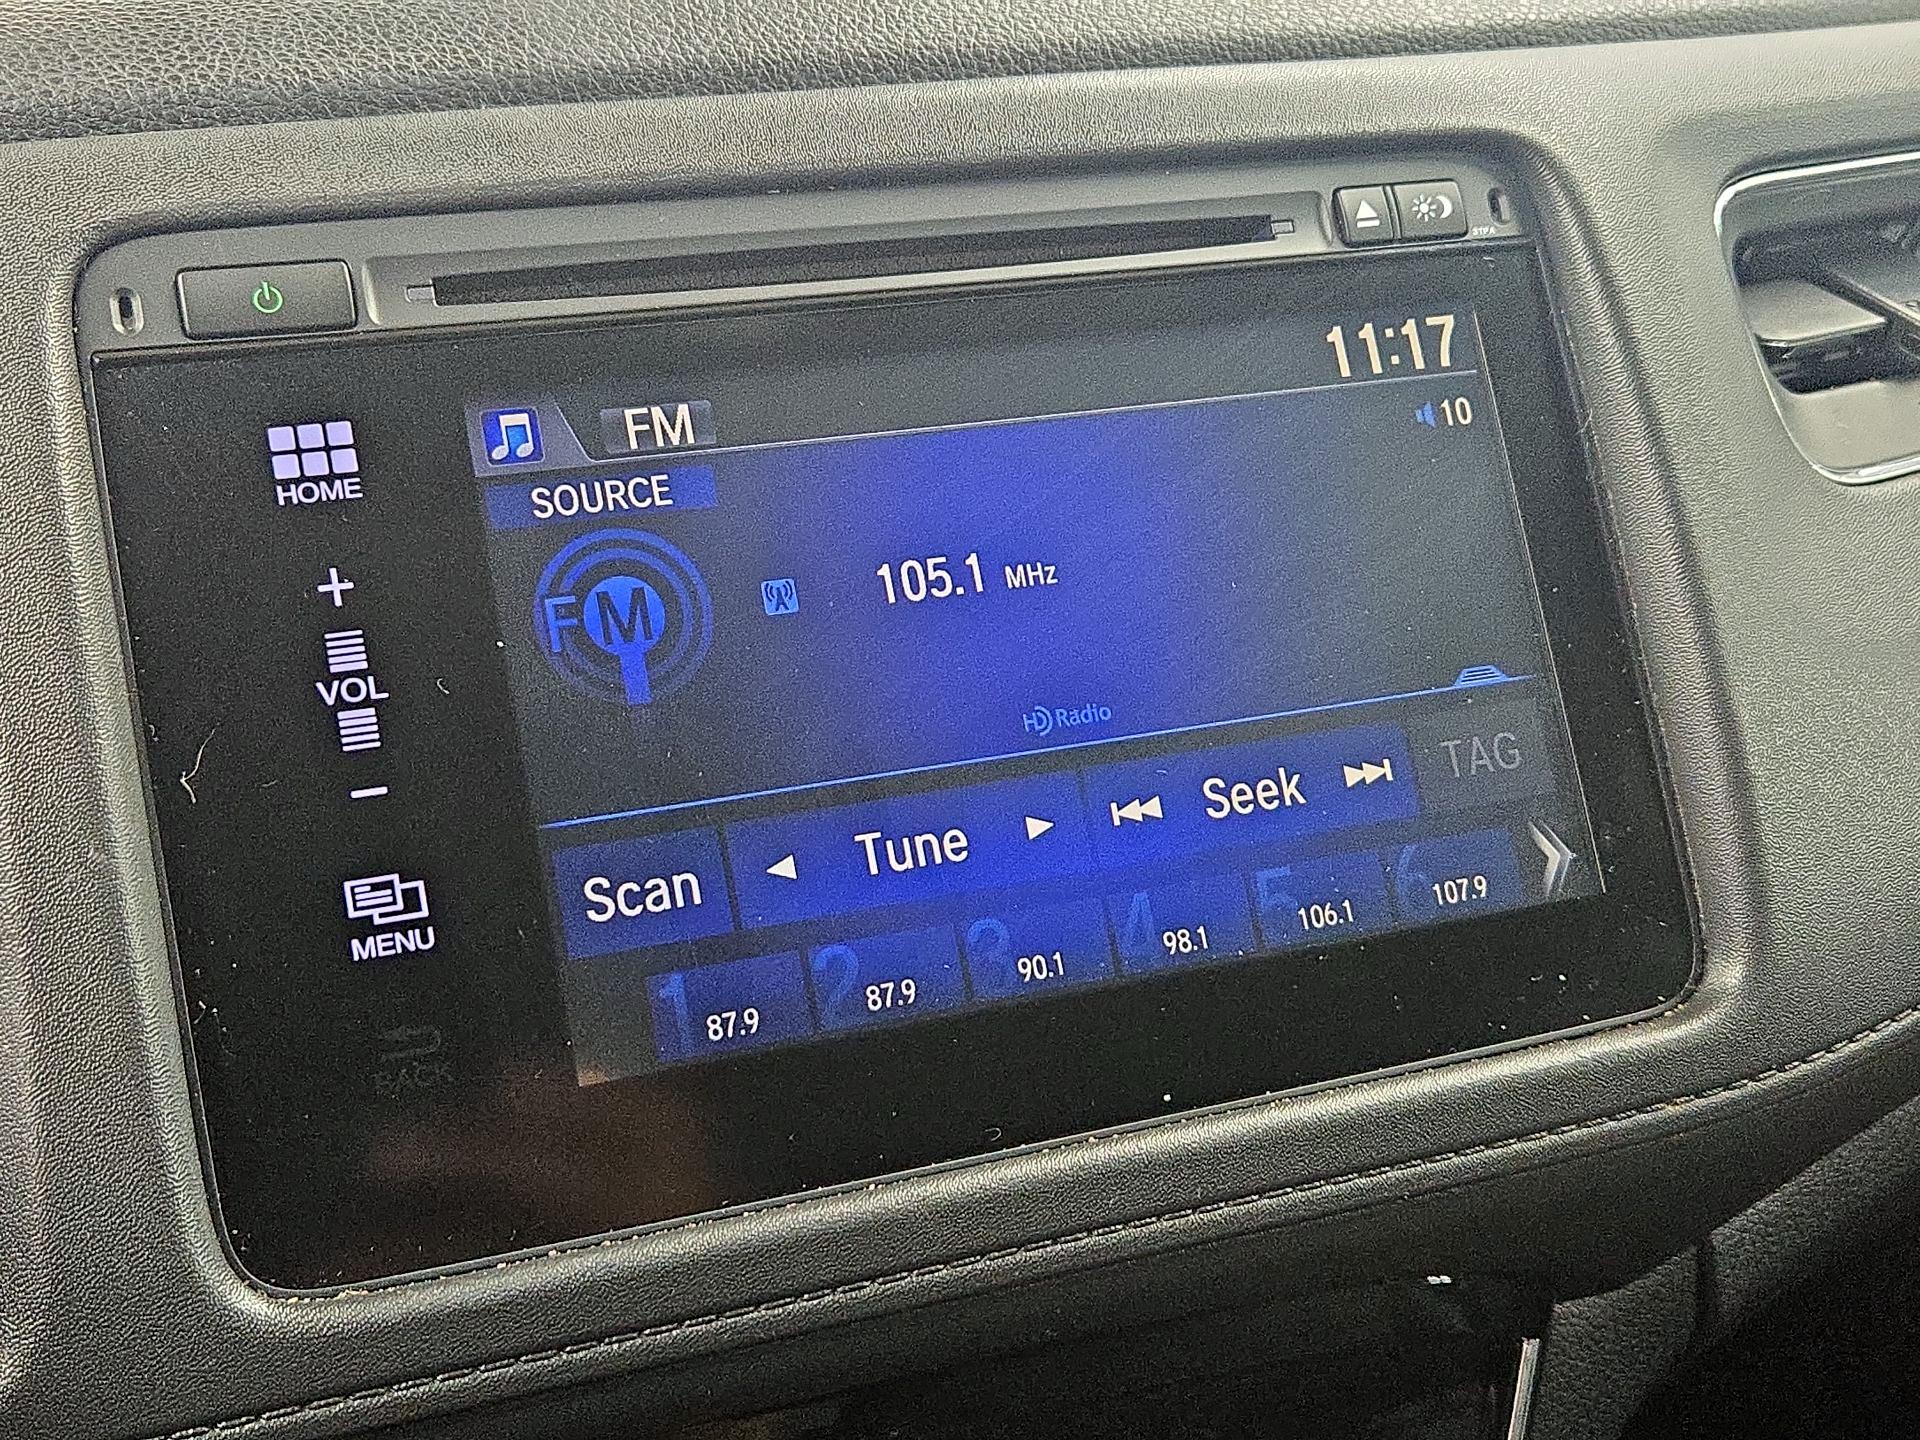 11:17
FM
10
HOME
SOURCE
FM
105.1 MHz
VOL
HD Radio
Scan
Tune
Seek
TAG
MENU
1 87.9
2 87.9
3 90.1
4 98.1
5 106.1
6 107.9
BACK